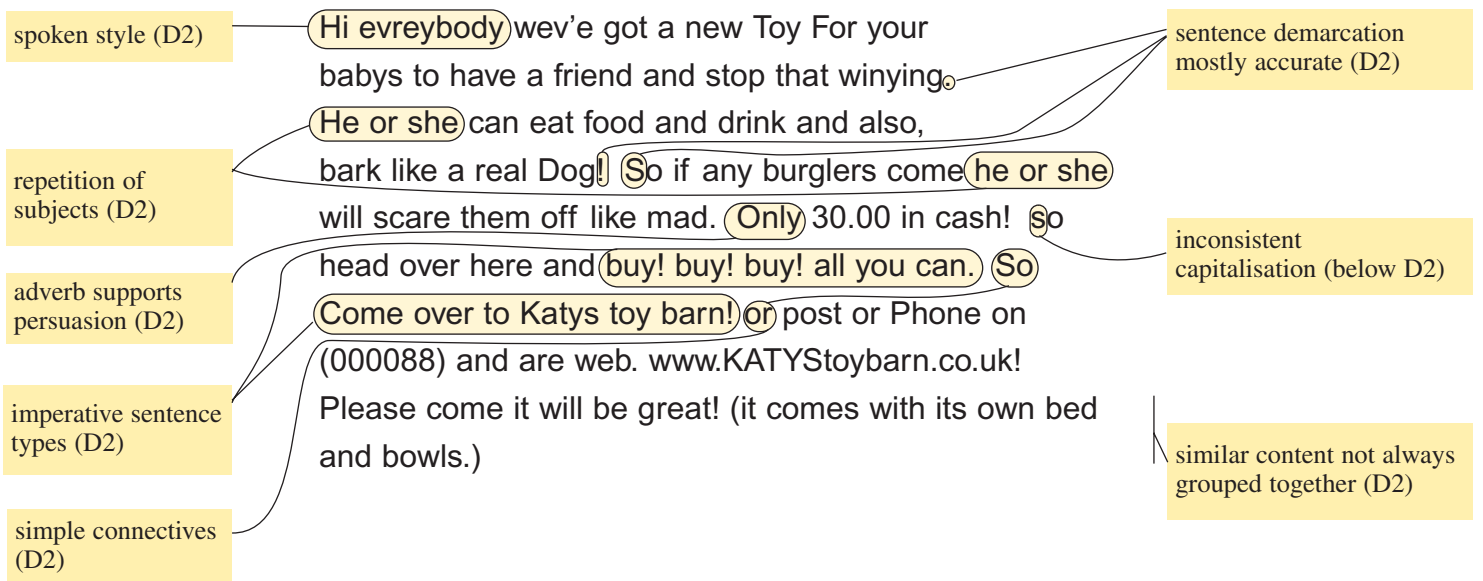 spoken style (D2)
repetition of
subjects (D2)
adverb supports
persuasion (D2)
imperative sentence
types (D2)
simple connectives
(D2)
Hi evreybody wev'e got a new Toy For your
babys to have a friend and stop that winying.
He or she can eat food and drink and also,
bark like a real Dog! So if any burglers come he or she
will scare them off like mad. Only 30.00 in cash! so
head over here and buy! buy! buy! all you can. So
Come over to Katys toy barn! or post or Phone on
(000088) and are web. www.KATYStoybarn.co.uk!
Please come it will be great! (it comes with its own bed
and bowls.)
sentence demarcation
mostly accurate (D2)
inconsistent
capitalisation (below D2)
similar content not always
grouped together (D2)